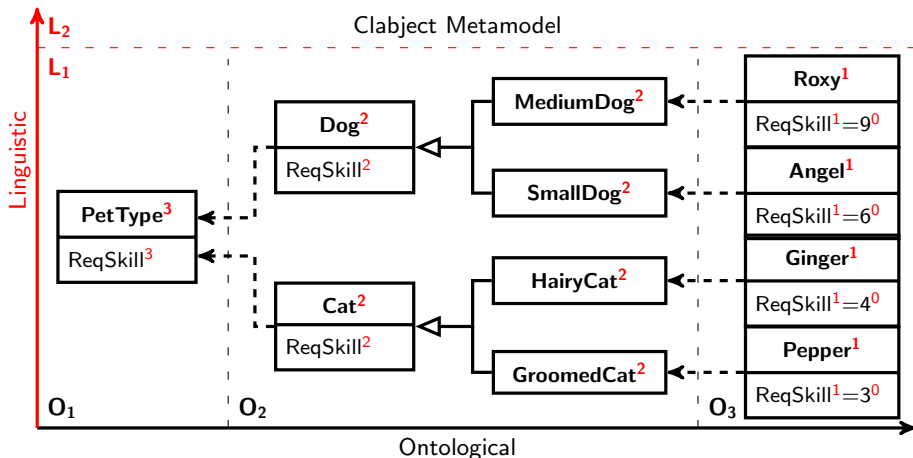 L₂
Clabject Metamodel
L₁
Linguistic
PetType³
ReqSkill³
Dog²
ReqSkill²
Cat²
ReqSkill²
MediumDog²
SmallDog²
HairyCat²
GroomedCat²
Roxy¹
ReqSkill¹=9⁰
Angel¹
ReqSkill¹=6⁰
Ginger¹
ReqSkill¹=4⁰
Pepper¹
ReqSkill¹=3⁰
O₁
O₂
O₃
Ontological